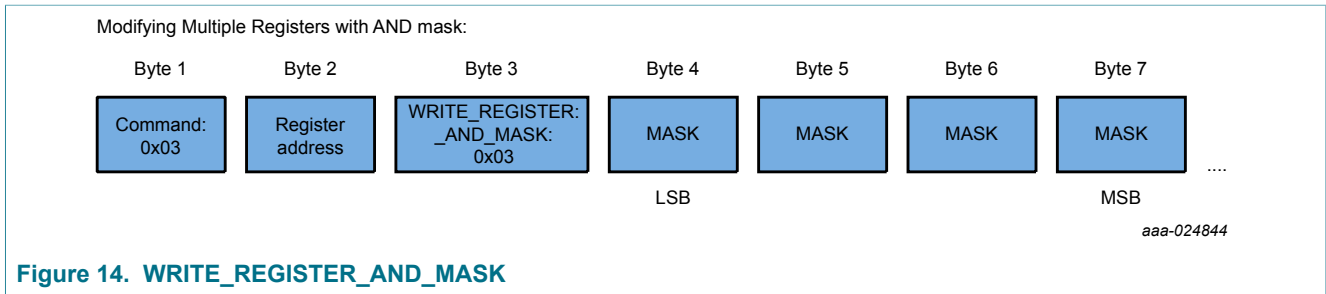 Modifying Multiple Registers with AND mask:
Byte 1 Byte 2 Byte 3 Byte 4 Byte 5 Byte 6 Byte 7
Command:
0x03
Register
address
WRITE_REGISTER:
_AND_MASK:
0x03
MASK
MASK
MASK
MASK
....
LSB
MSB
aaa-024844
Figure 14. WRITE_REGISTER_AND_MASK